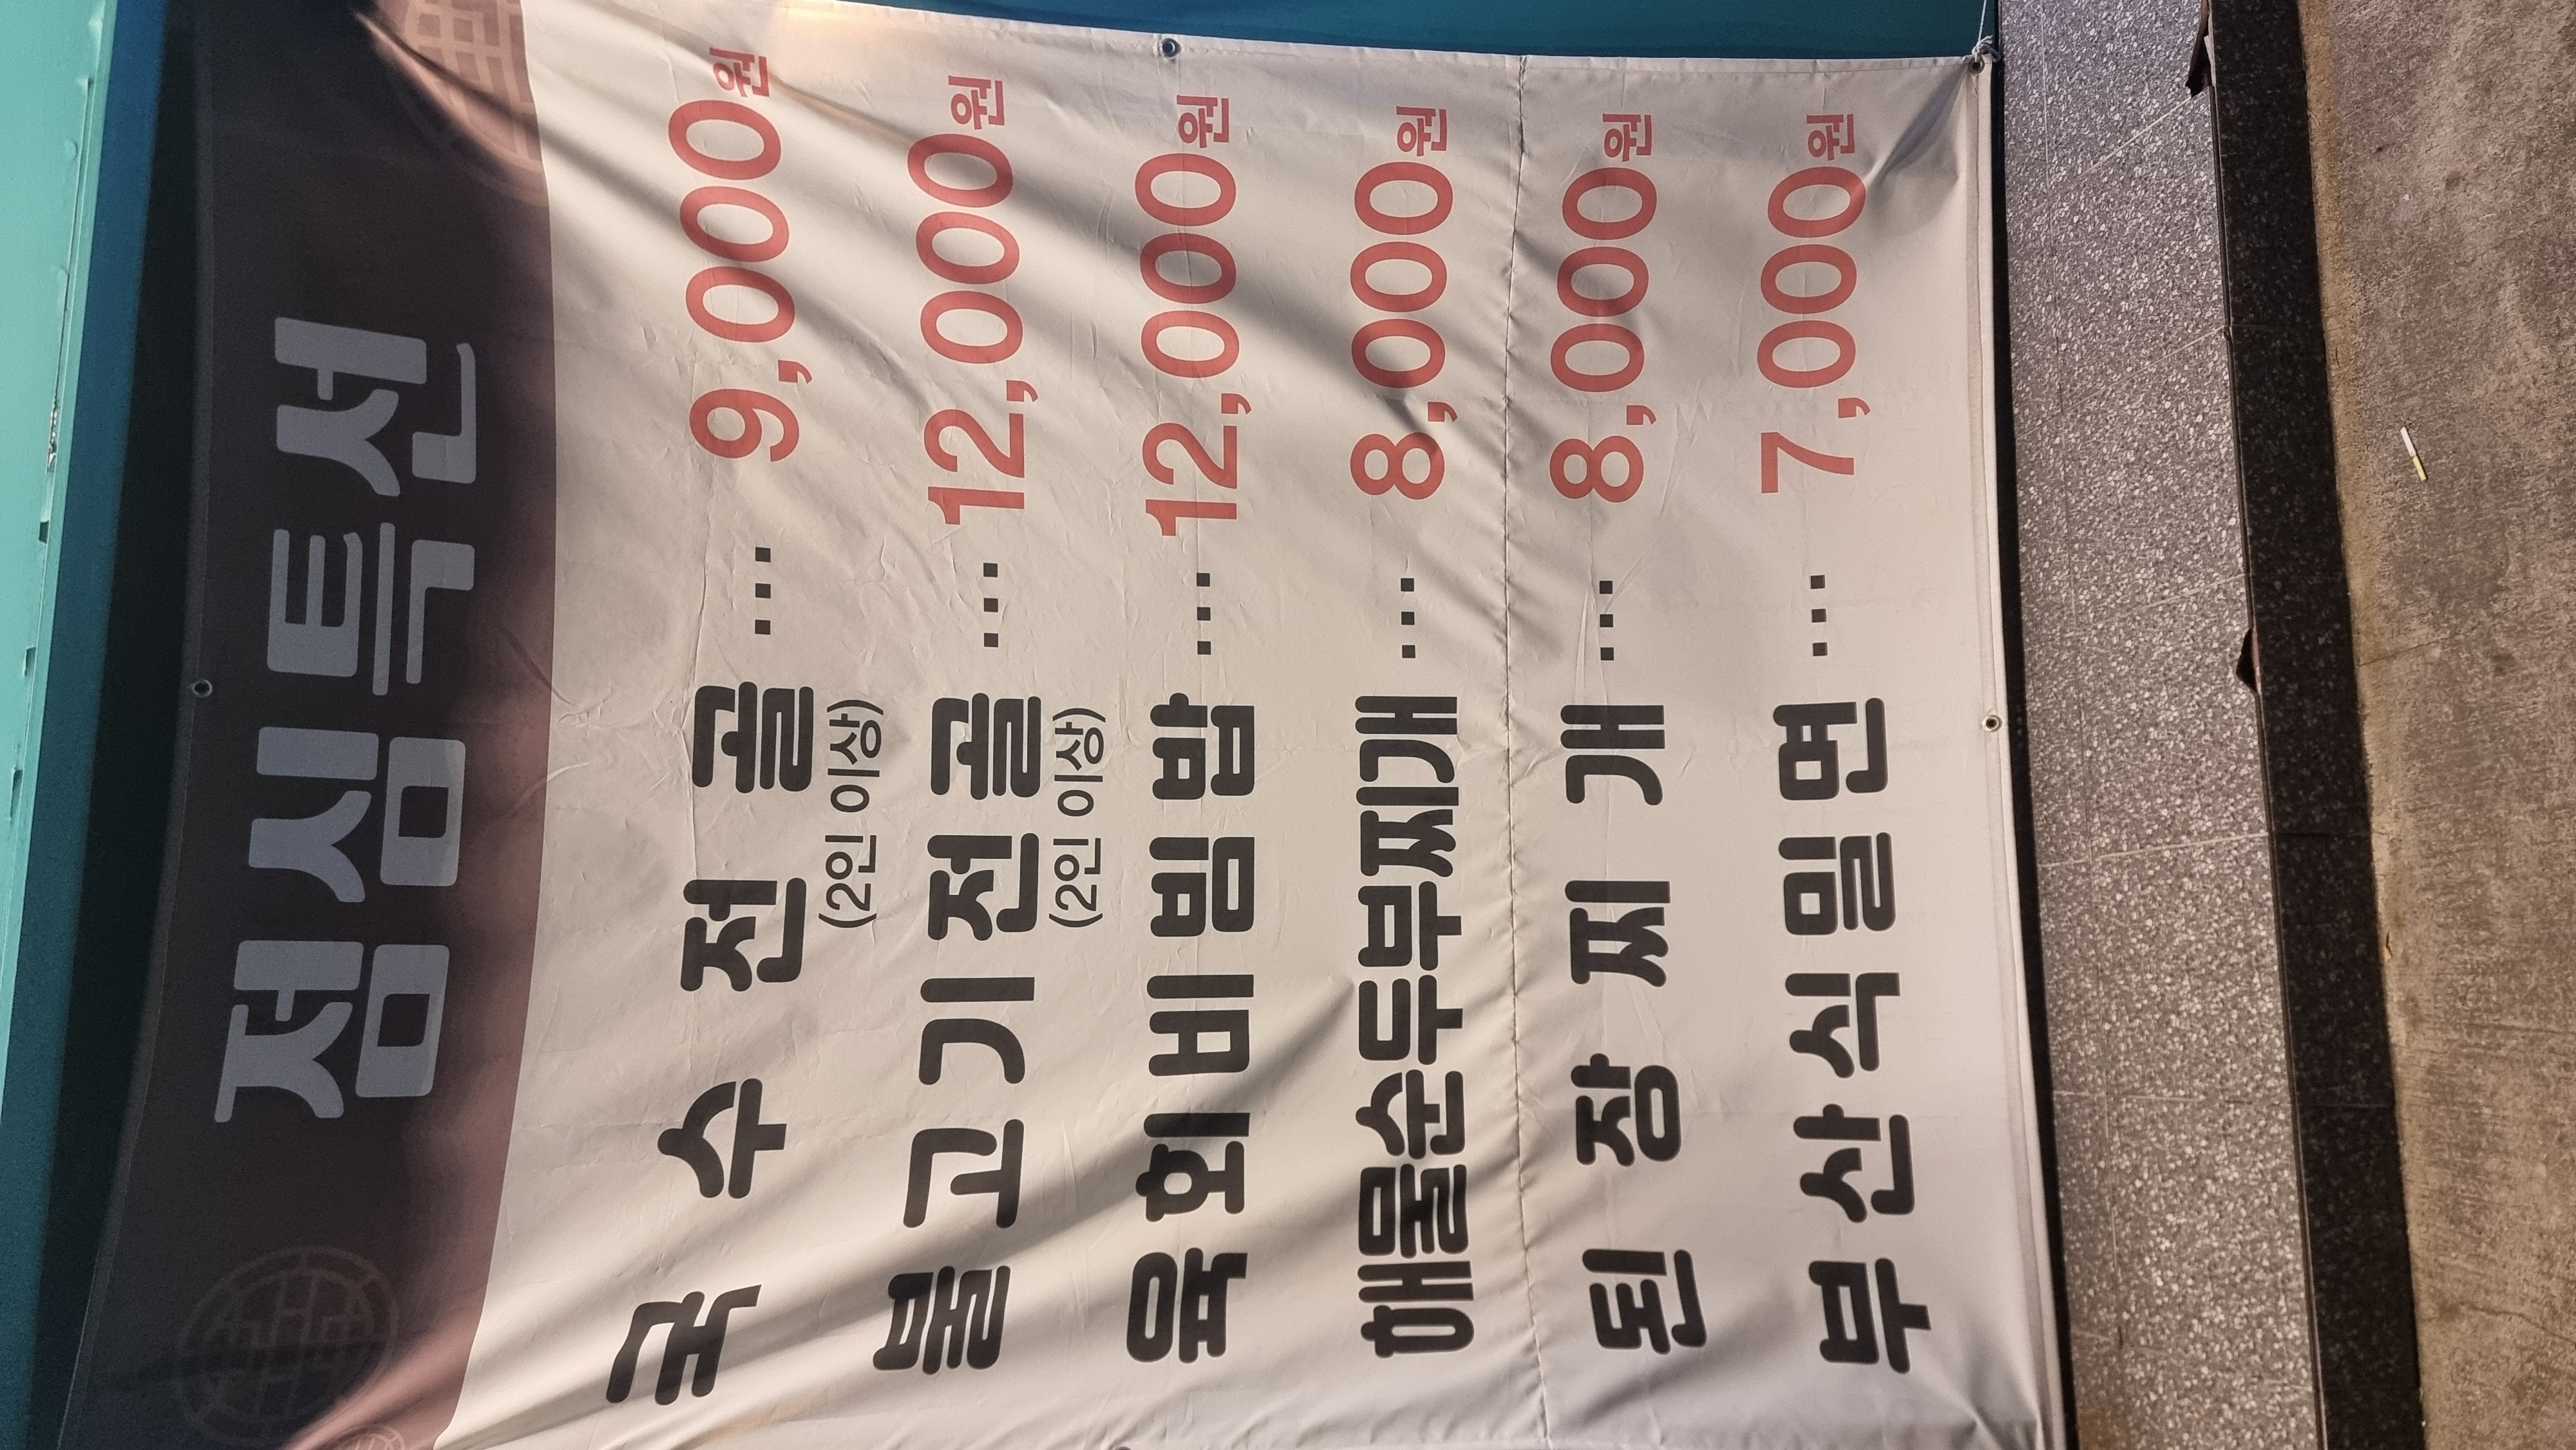 점심특선
국수전골 ... 9,000원
(2인 이상)
불고기전골 ... 12,000원
(2인 이상)
육회비빔밥 ... 12,000원
해물순두부찌개 ... 8,000원
된장찌개 ... 8,000원
부산식밀면 ... 7,000원